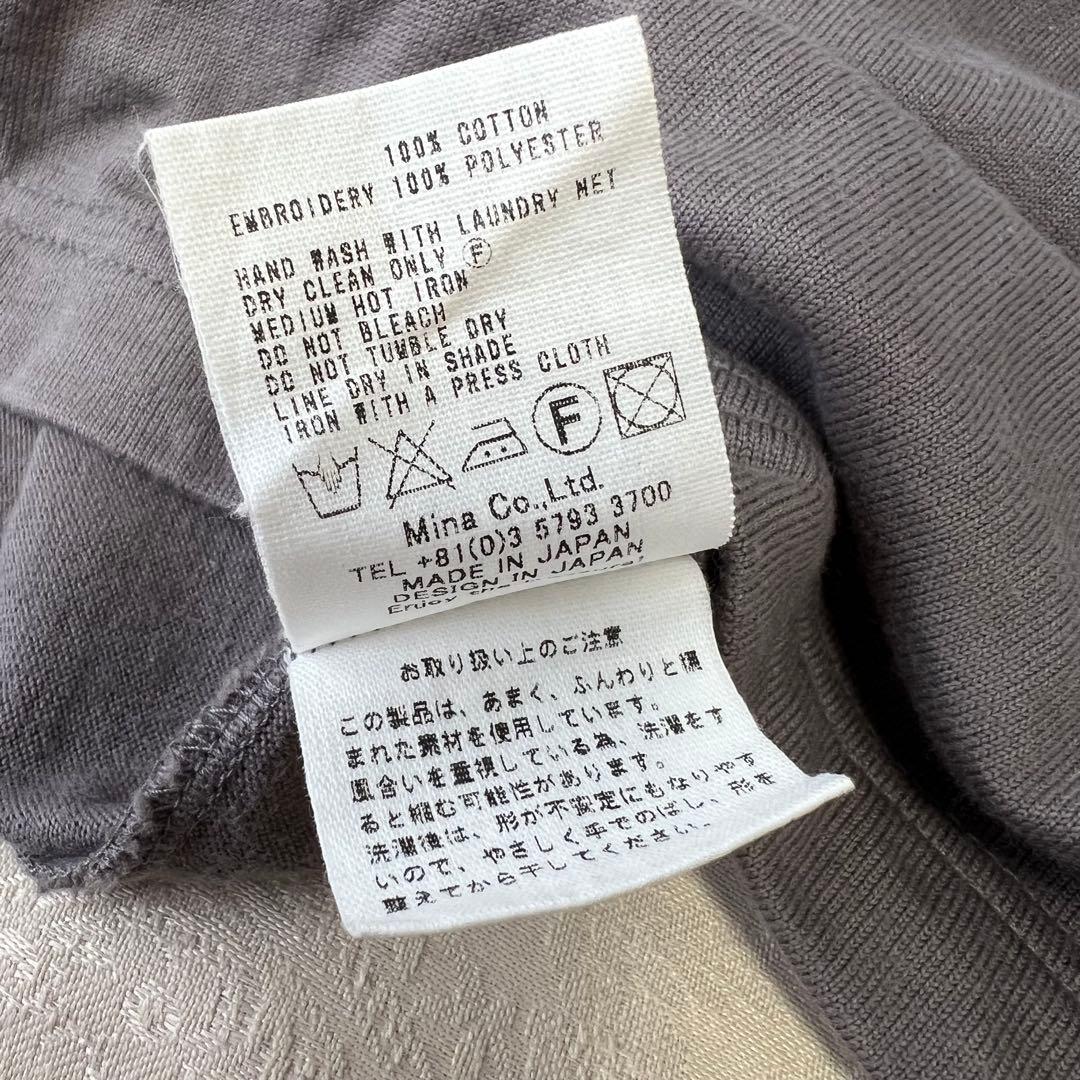 100% COTTON
EMBROIDERY 100% POLYESTER
HAND WASH WITH LAUNDRY NET
DRY CLEAN ONLY Ⓕ
MEDIUM HOT IRON
DO NOT BLEACH
DO NOT TUMBLE DRY
LINE DRY IN SHADE
IRON WITH A PRESS CLOTH
F
Mina Co.,Ltd.
TEL +81(0)3 5793 3700
MADE IN JAPAN
DESIGN IN JAPAN
Enjoy
お取り扱い上のご注意
この製品は、あまく、ふんわりと編
まれた素材を使用しています。
風合いを重視している為、洗濯をす
ると縮む可能性があります。
洗濯後は、形が不安定にもなりやす
いので、やさしく手でのばし、形を
整えてから干してください。